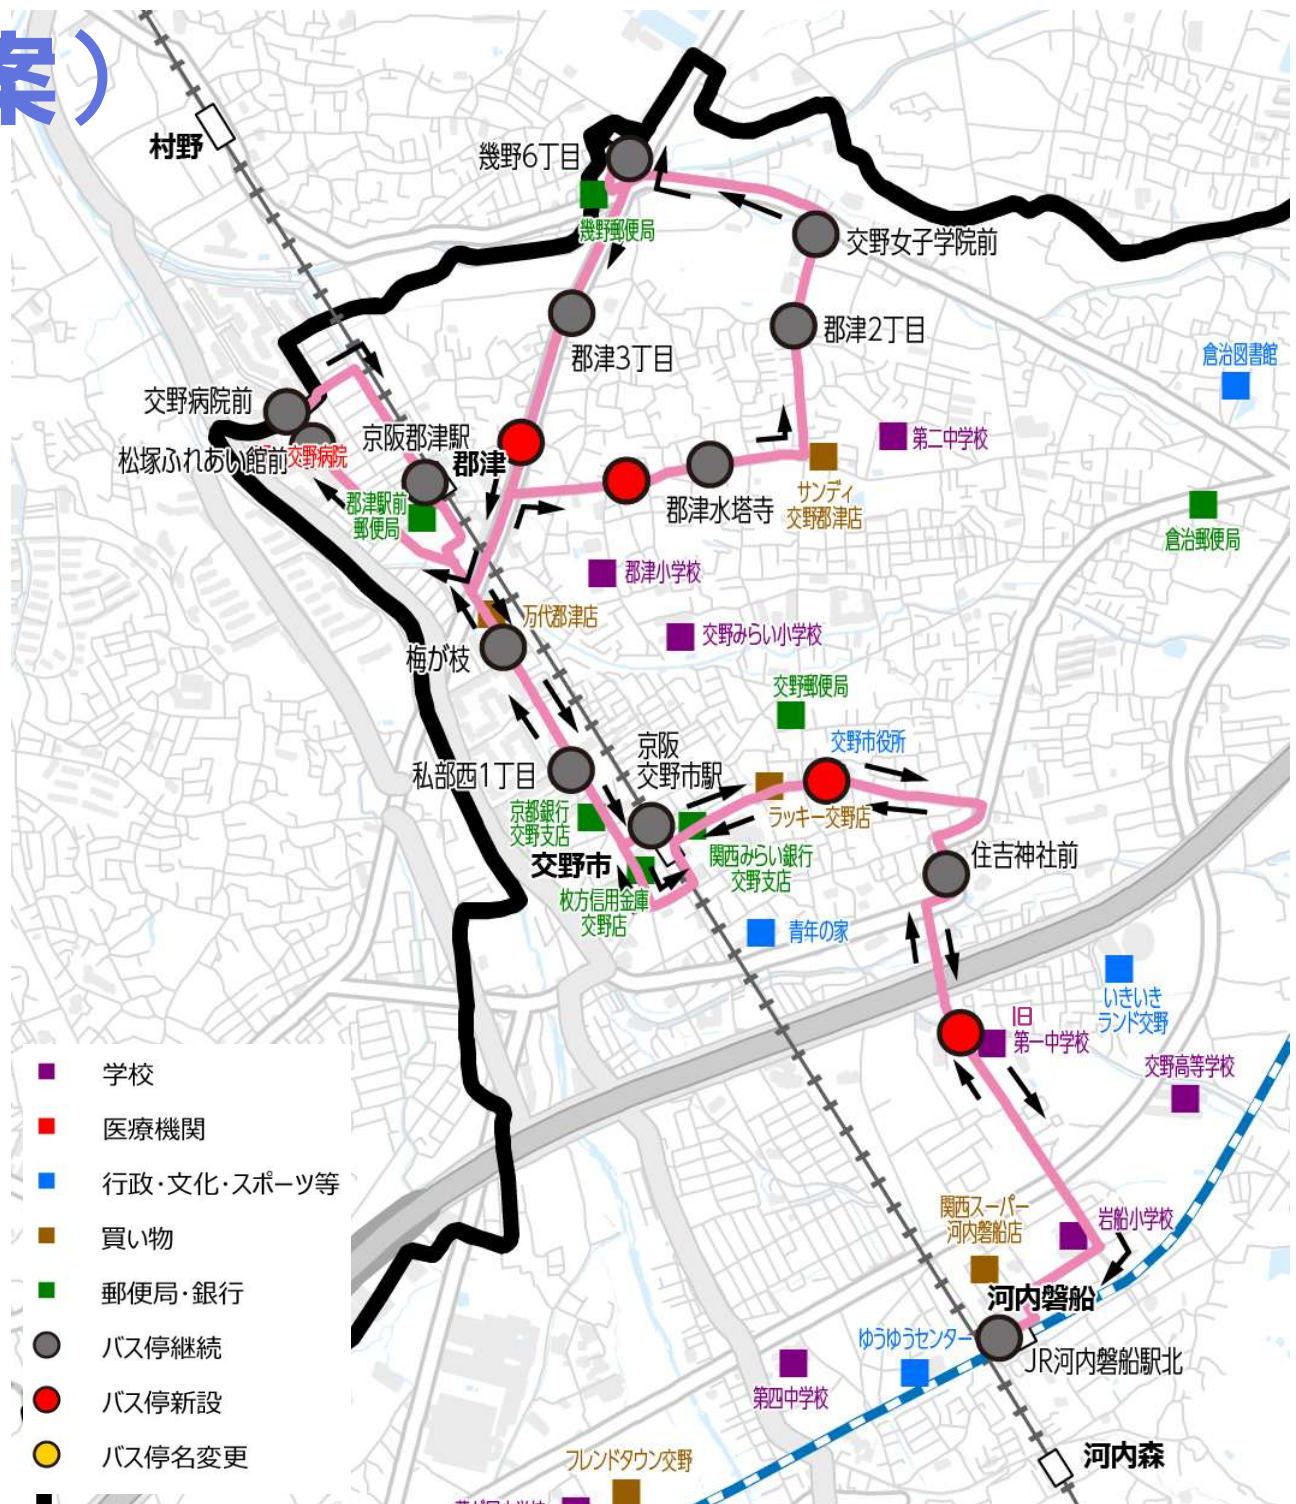 案）
村野
幾野6丁目
幾野郵便局
交野女子学院前
郡津3丁目
郡津2丁目
倉治図書館
交野病院前
京阪郡津駅
郡津
松塚ふれあい館前
交野病院
第二中学校
郡津駅前
郵便局
郡津水塔寺
サンディ
交野郡津店
倉治郵便局
郡津小学校
万代郡津店
交野みらい小学校
梅が枝
交野郵便局
京阪
交野市駅
交野市役所
私部西1丁目
京都銀行
交野支店
ラッキー交野店
交野市
関西みらい銀行
交野支店
住吉神社前
枚方信用金庫
交野店
青年の家
いきいき
ランド交野
旧
第一中学校
交野高等学校
学校
医療機関
行政・文化・スポーツ等
買い物
郵便局・銀行
バス停継続
バス停新設
バス停名変更
関西スーパー
河内磐船店
岩船小学校
河内磐船
ゆうゆうセンター
JR河内磐船駅北
第四中学校
フレンドタウン交野
河内森